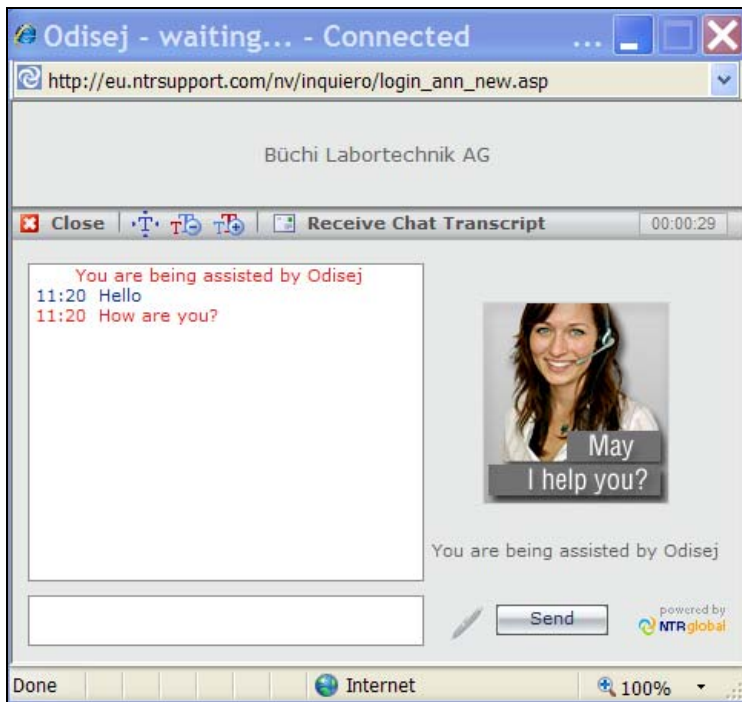 Odisej - waiting... - Connected ...
http://eu.ntrsupport.com/nv/inquiero/login_ann_new.asp
Büchi Labortechnik AG
Close T TT TT Receive Chat Transcript 00:00:29
You are being assisted by Odisej
11:20 Hello
11:20 How are you?
May
I help you?
You are being assisted by Odisej
Send
powered by
NTRglobal
Done Internet 100%